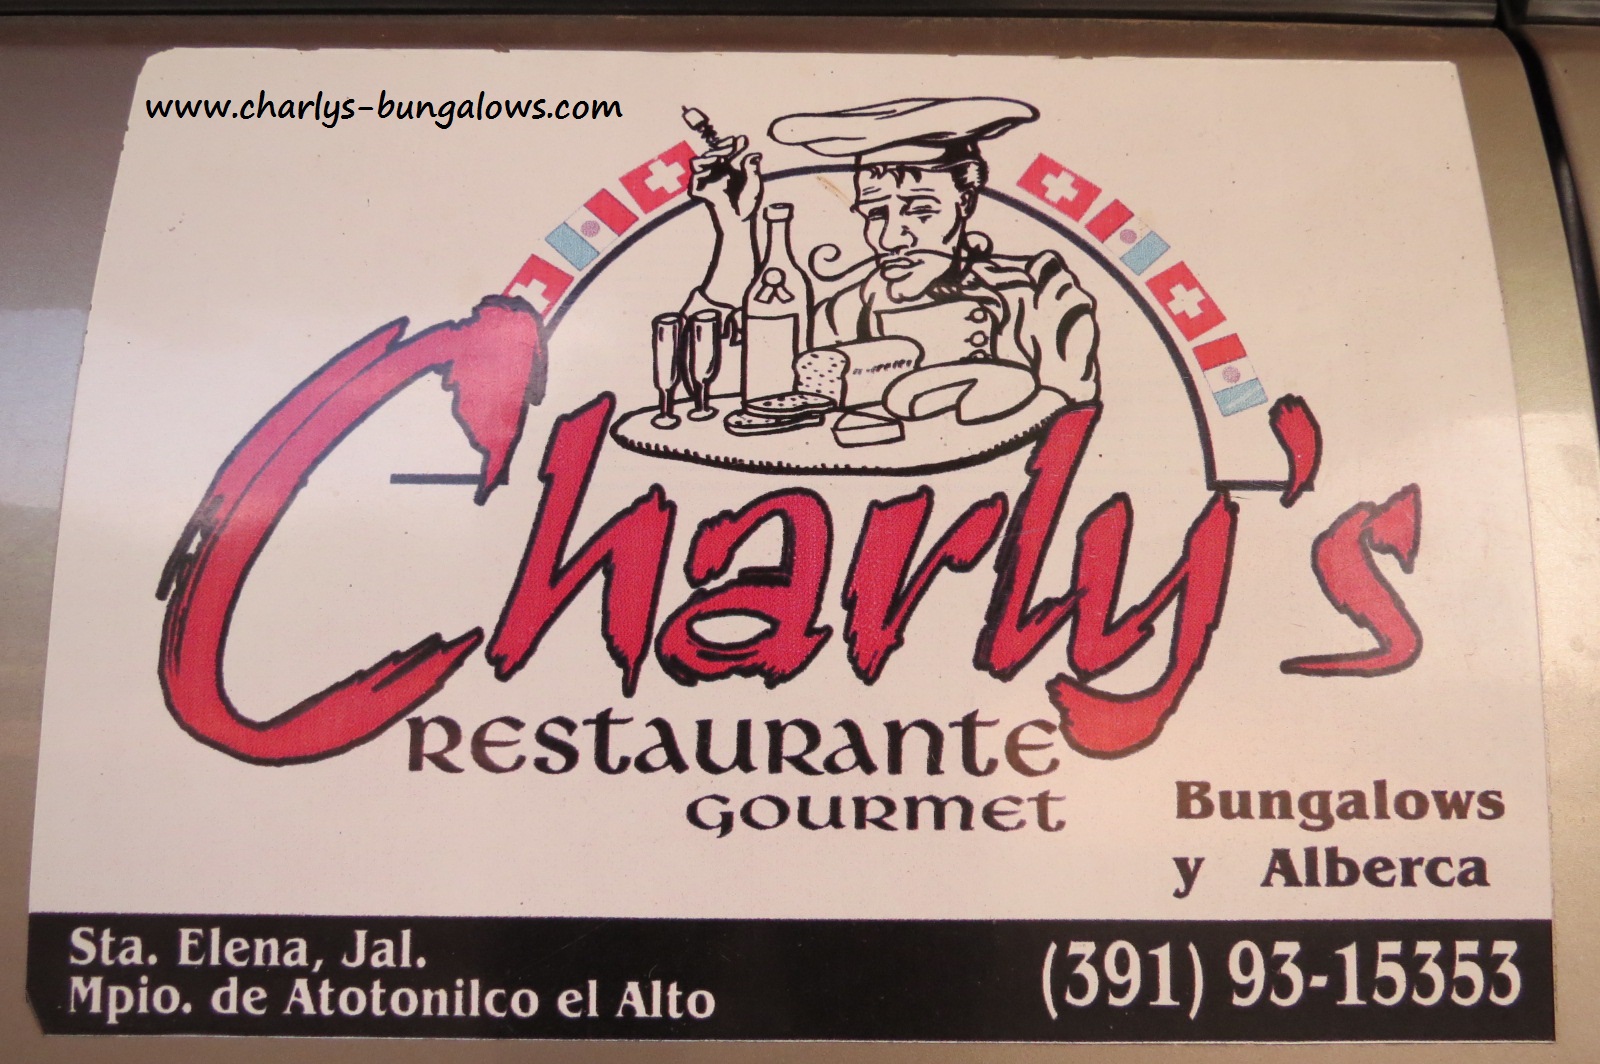 www.charlys-bungalows.com
Charly's
RESTAURANTE
GOURMET
Bungalows
y Alberca
Sta. Elena, Jal.
Mpio. de Atotonilco el Alto
(391) 93-15353